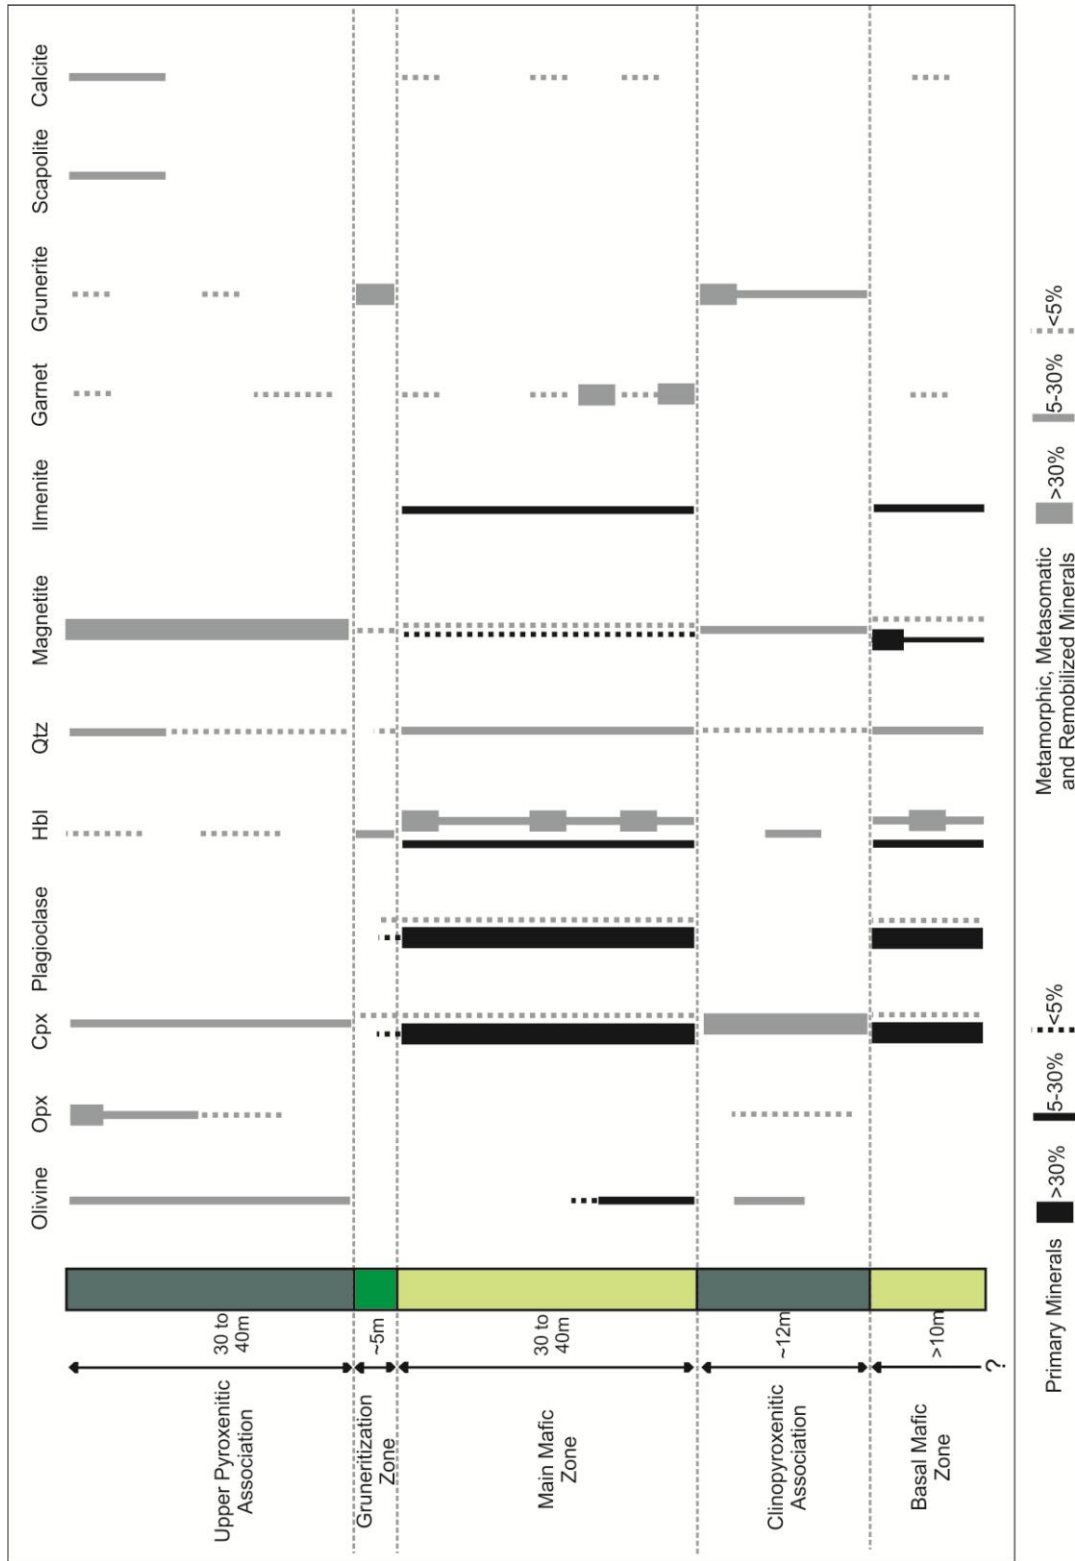 Olivine
Opx
Cpx
Plagioclase
Hbl
Qtz
Magnetite
Ilmenite
Garnet
Grunerite
Scapolite
Calcite
Upper Pyroxenitic
Association
30 to
40m
Gruneritization
Zone
~5m
Main Mafic
Zone
30 to
40m
Clinopyroxenitic
Association
~12m
Basal Mafic
Zone
>10m
?
Primary Minerals >30% 5-30% <5%
Metamorphic, Metasomatic
and Remobilized Minerals
>30% 5-30% <5%